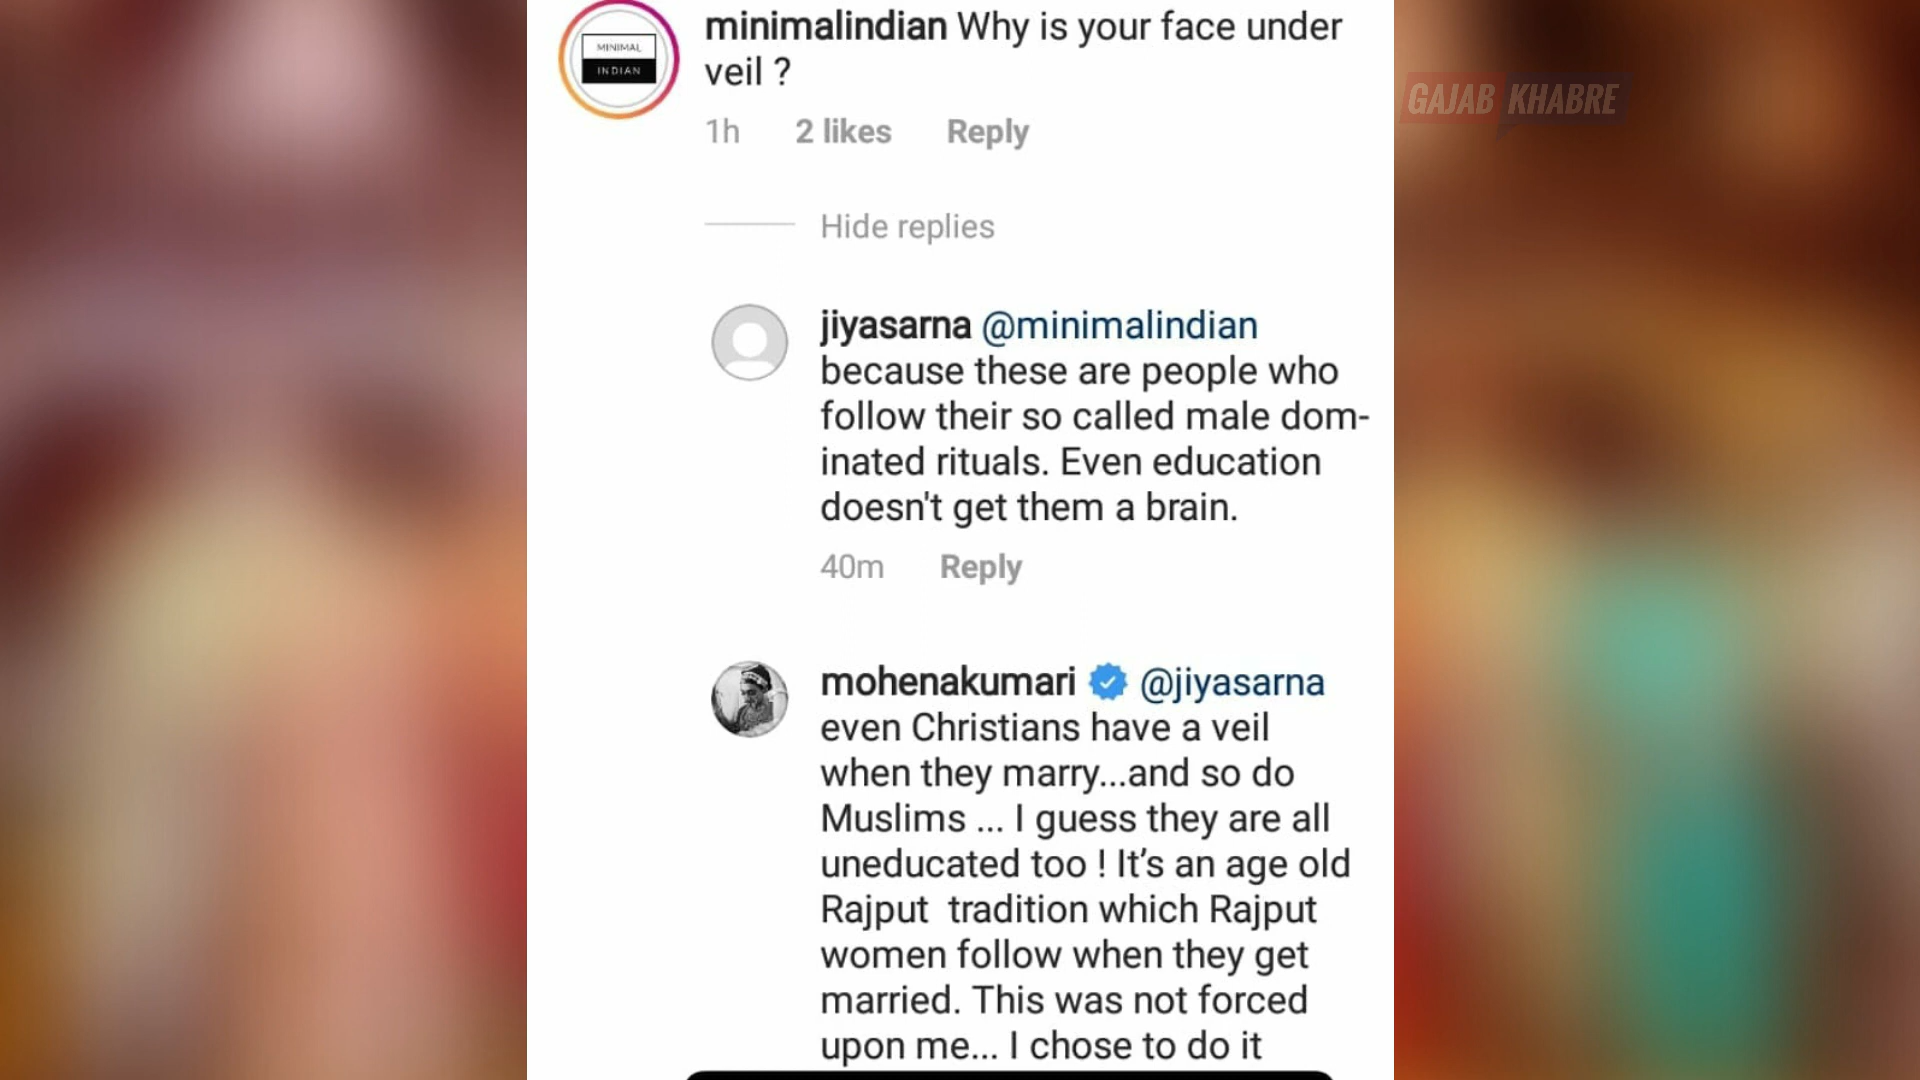 MINIMAL
INDIAN
minimalindian Why is your face under
veil ?
1h 2 likes Reply
Hide replies
jiyasarna @minimalindian
because these are people who
follow their so called male dom-
inated rituals. Even education
doesn't get them a brain.
40m Reply
mohenakumari @jiyasarna
even Christians have a veil
when they marry...and so do
Muslims ... I guess they are all
uneducated too ! It’s an age old
Rajput  tradition which Rajput
women follow when they get
married. This was not forced
upon me... I chose to do it
GAJAB KHABRE